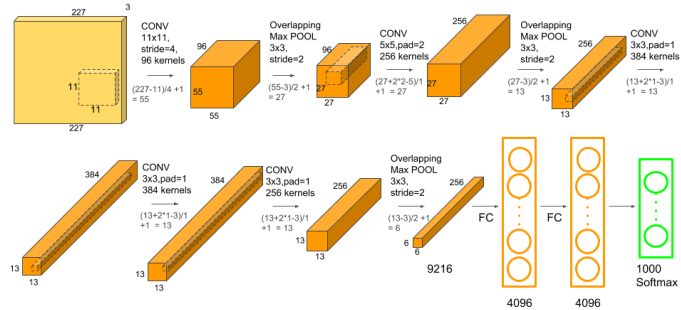 227
3
11
11
227
CONV
11x11,
stride=4,
96 kernels
(227-11)/4 +1
= 55
96
55
55
Overlapping
Max POOL
3x3,
stride=2
(55-3)/2 +1
= 27
96
27
27
CONV
5x5,pad=2
256 kernels
(27+2*2-5)/1
+1 = 27
256
27
27
Overlapping
Max POOL
3x3,
stride=2
(27-3)/2 +1
= 13
256
13
13
CONV
3x3,pad=1
384 kernels
(13+2*1-3)/1
+1 = 13
384
13
13
CONV
3x3,pad=1
384 kernels
(13+2*1-3)/1
+1 = 13
384
13
13
CONV
3x3,pad=1
256 kernels
(13+2*1-3)/1
+1 = 13
256
13
13
Overlapping
Max POOL
3x3,
stride=2
(13-3)/2 +1
= 6
256
6
6
9216
FC
4096
FC
4096
1000
Softmax